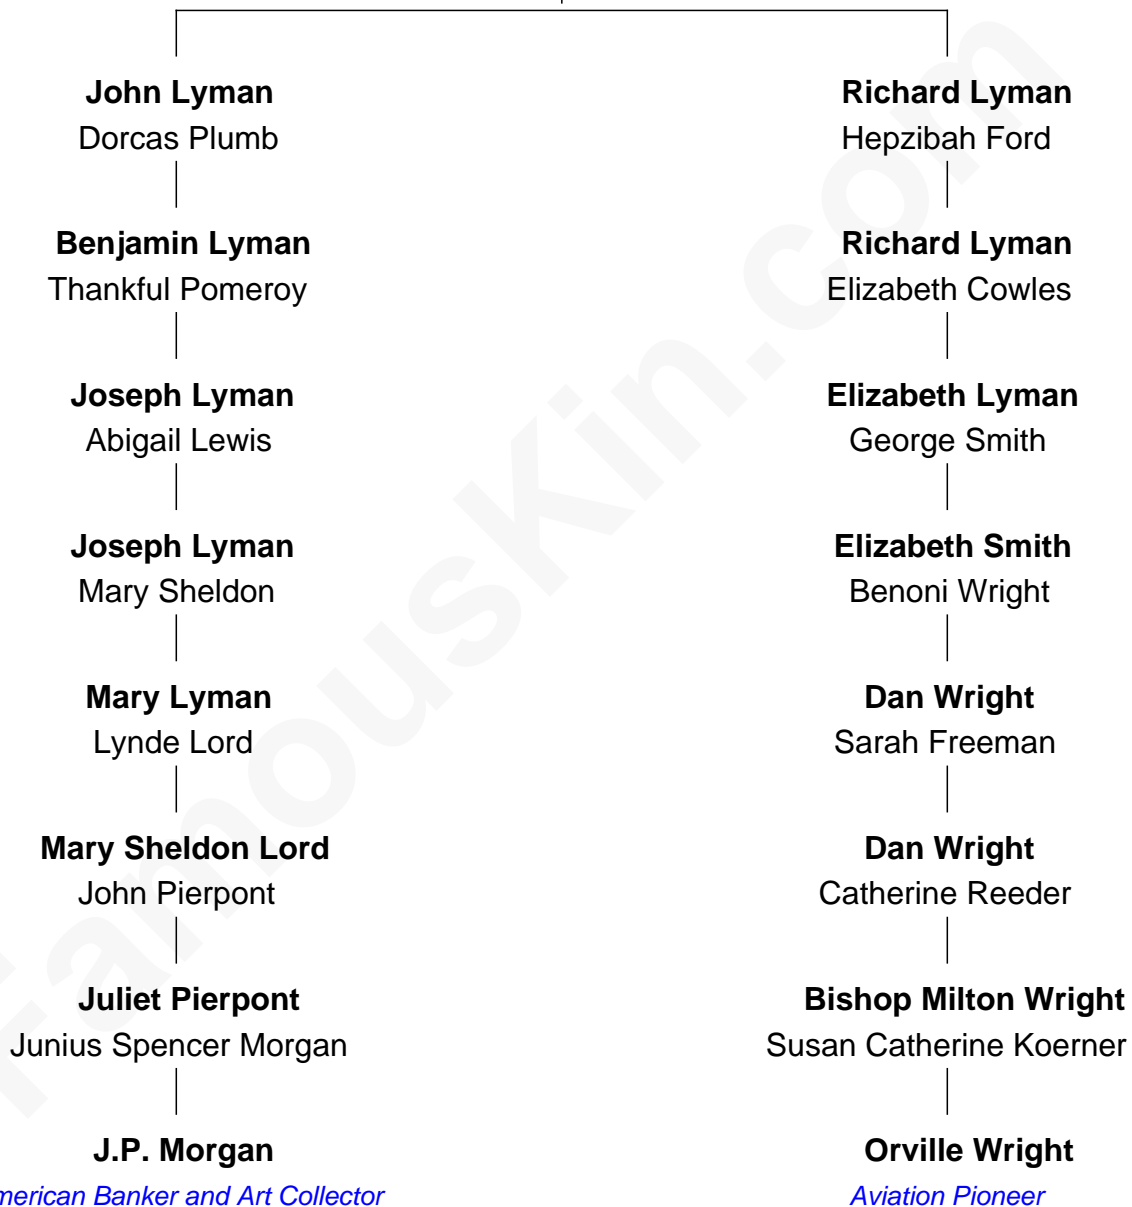 John Lyman
Dorcas Plumb
Richard Lyman
Hepzibah Ford
Benjamin Lyman
Thankful Pomeroy
Richard Lyman
Elizabeth Cowles
Joseph Lyman
Abigail Lewis
Elizabeth Lyman
George Smith
Joseph Lyman
Mary Sheldon
Elizabeth Smith
Benoni Wright
Mary Lyman
Lynde Lord
Dan Wright
Sarah Freeman
Mary Sheldon Lord
John Pierpont
Dan Wright
Catherine Reeder
Juliet Pierpont
Junius Spencer Morgan
Bishop Milton Wright
Susan Catherine Koerner
J.P. Morgan
merican Banker and Art Collector
Orville Wright
Aviation Pioneer
FamousKin.com